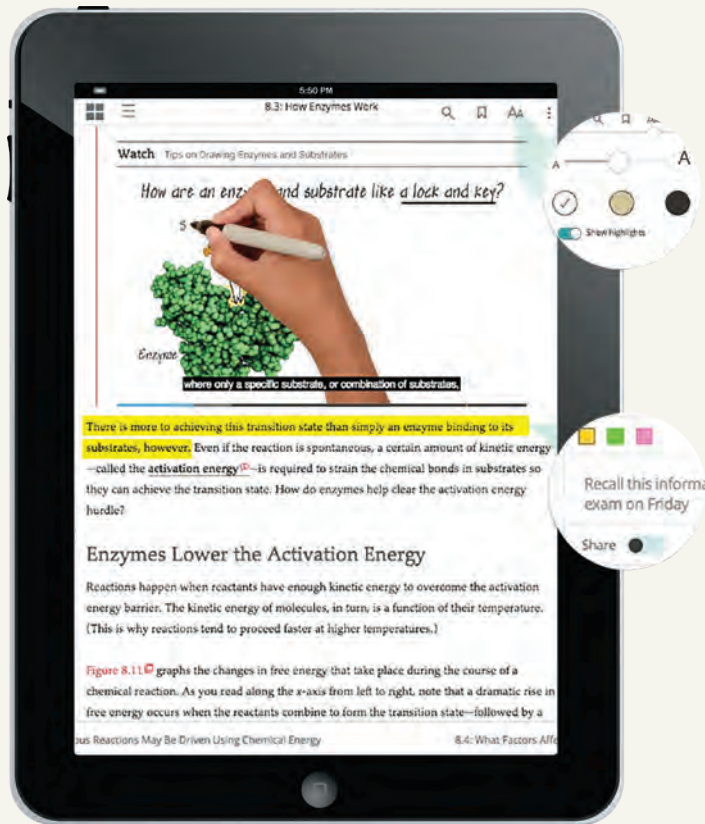 5:50 PM
8.3: How Enzymes Work
AA
Watch Tips on Drawing Enzymes and Substrates
How are an enz and substrate like a lock and key?
S
Enzyme
where only a specific substrate, or combination of substrates,
There is more to achieving this transition state than simply an enzyme binding to its
substrates, however. Even if the reaction is spontaneous, a certain amount of kinetic energy
—called the activation energy—is required to strain the chemical bonds in substrates so
they can achieve the transition state. How do enzymes help clear the activation energy
hurdle?
Enzymes Lower the Activation Energy
Reactions happen when reactants have enough kinetic energy to overcome the activation
energy barrier. The kinetic energy of molecules, in turn, is a function of their temperature.
(This is why reactions tend to proceed faster at higher temperatures.)
Figure 8.11 graphs the changes in free energy that take place during the course of a
chemical reaction. As you read along the x-axis from left to right, note that a dramatic rise in
free energy occurs when the reactants combine to form the transition state—followed by a
ous Reactions May Be Driven Using Chemical Energy
8.4: What Factors Affe
A A
Show highlights
Recall this informa
exam on Friday
Share